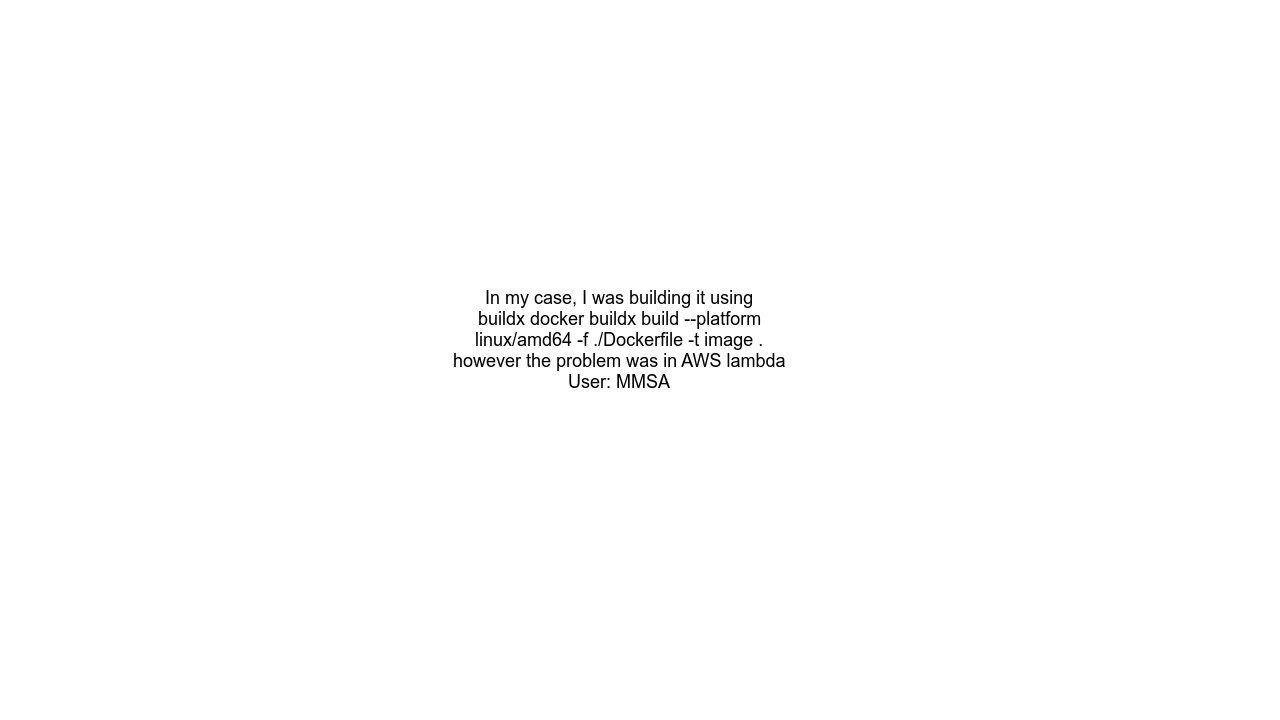 In my case, I was building it using
buildx docker buildx build --platform
linux/amd64 -f ./Dockerfile -t image .
however the problem was in AWS lambda
User: MMSA